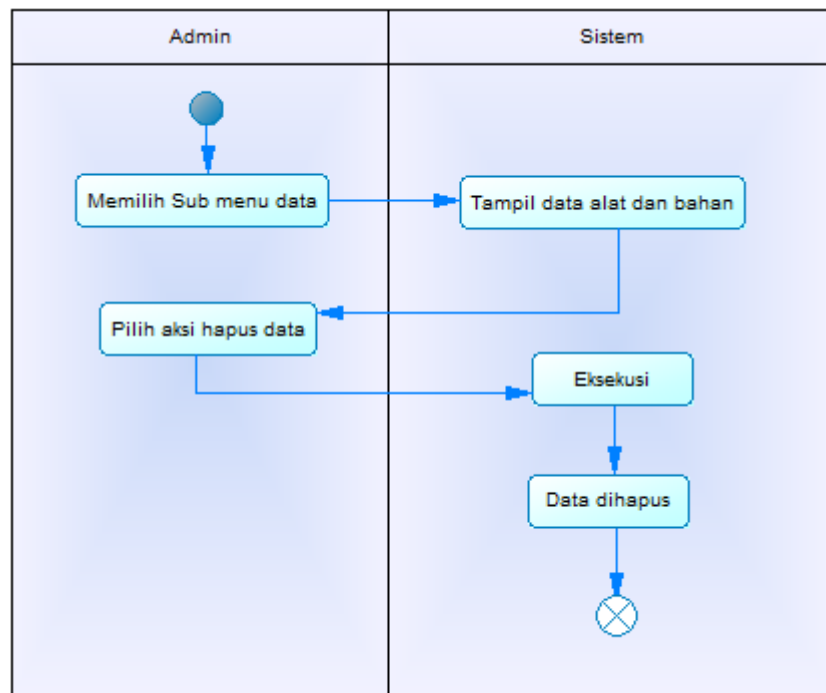 Admin
Sistem
Memilih Sub menu data
Tampil data alat dan bahan
Pilih aksi hapus data
Eksekusi
Data dihapus